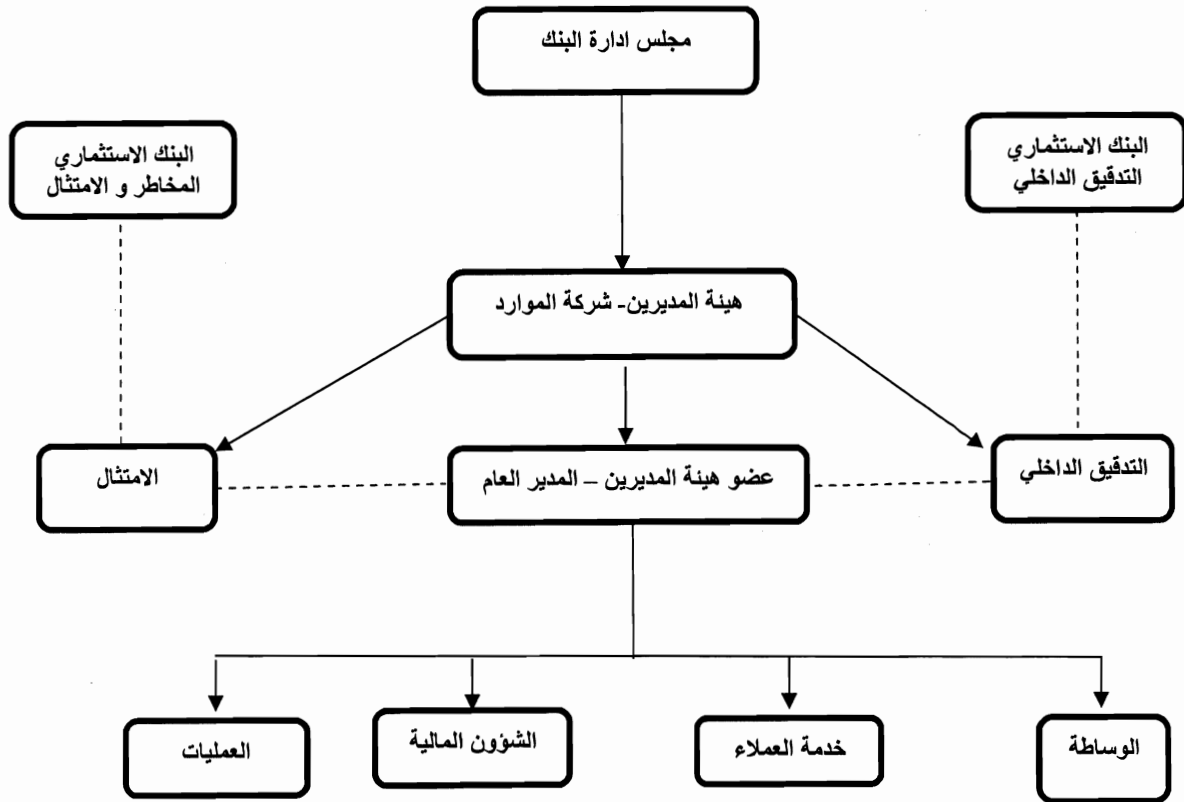 مجلس ادارة البنك
البنك الاستثماري
التدقيق الداخلي
البنك الاستثماري
المخاطر و الامتثال
هيئة المديرين- شركة الموارد
التدقيق الداخلي
عضو هيئة المديرين – المدير العام
الامتثال
الوساطة
خدمة العملاء
الشؤون المالية
العمليات